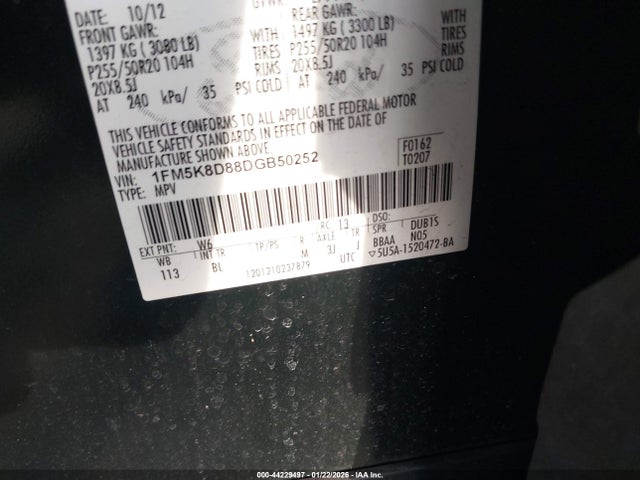 DATE: 10/12
FRONT GAWR:
1397 KG ( 3080 LB)
P255/50R20 104H
20X8.5J
AT 240 kPa/ 35 PSI COLD
TIRES
RIMS
REAR GAWR:
1497 KG ( 3300 LB)
P255/50R20 104H
20X8.5J
AT 240 kPa/ 35 PSI COLD
WITH
TIRES
RIMS
THIS VEHICLE CONFORMS TO ALL APPLICABLE FEDERAL MOTOR
VEHICLE SAFETY STANDARDS IN EFFECT ON THE DATE OF
MANUFACTURE SHOWN ABOVE.
VIN: 1FM5K8D88DGB50252
TYPE: MPV
F0162
T0207
EXT PNT: W6 RC: 13 DSO:
WB INT TR TP/PS R AXLE TR SPR DUB1S
113 BL M 3J J BBAA N05
1201210237879 UTC ▽5U5A-1520472-BA
000-44229497 - 01/22/2026 - IAAI